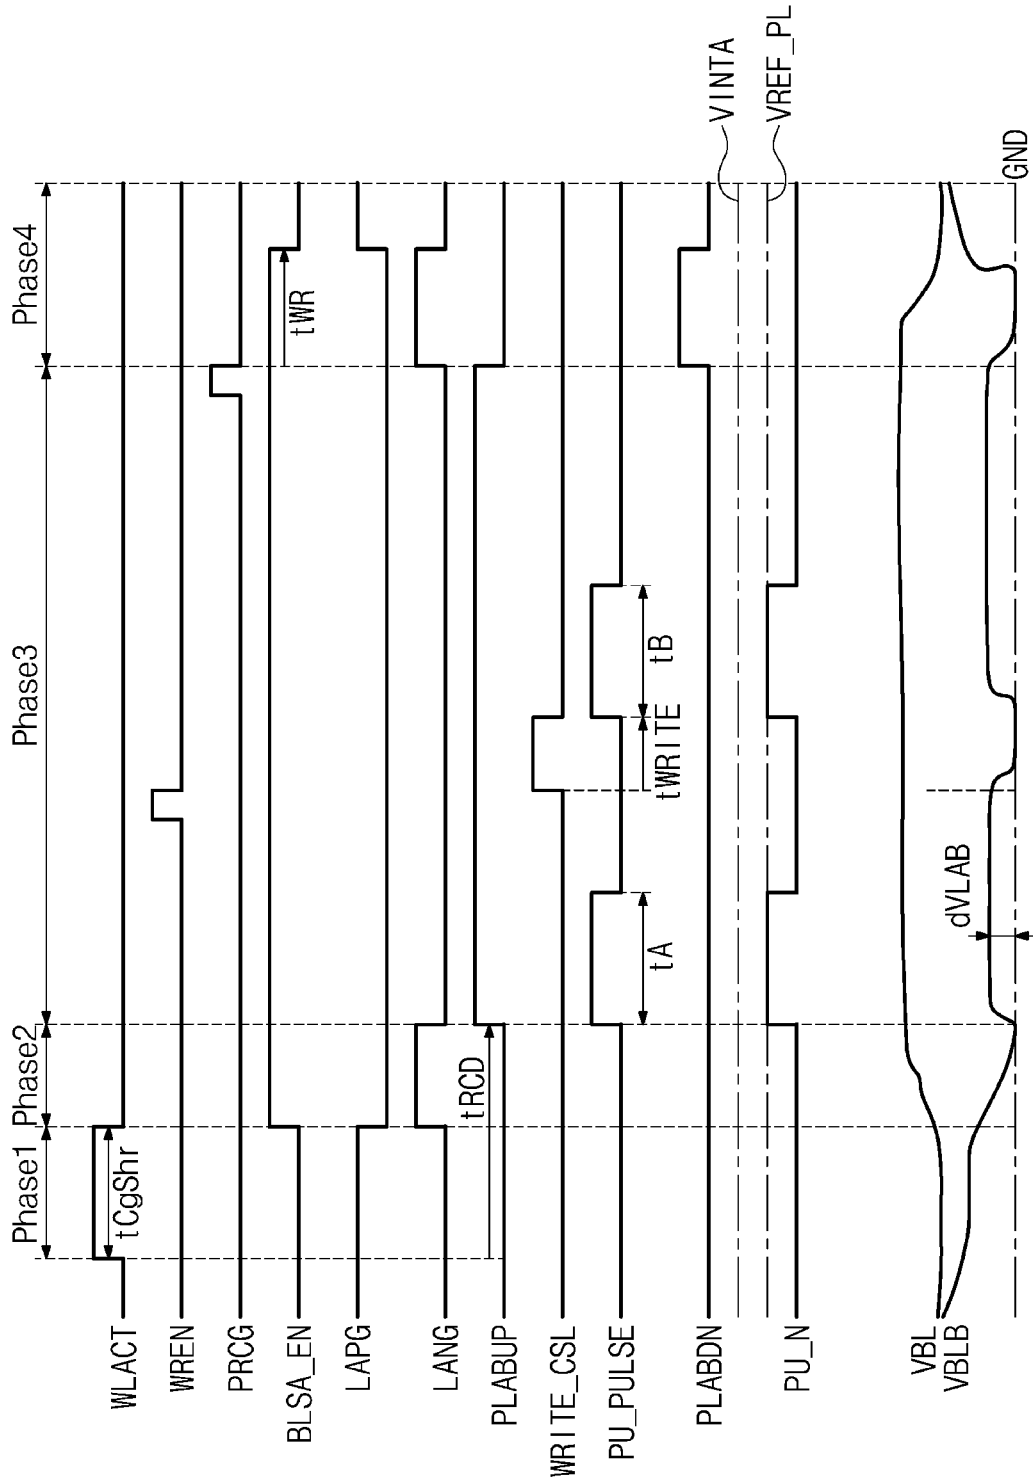 Phase1
Phase2
Phase3
Phase4
WLACT
tCgShr
WREN
PRCG
BLSA_EN
tWR
LAPG
LANG
PLABUP
tRCD
WRITE_CSL
PU_PULSE
tA
tWRITE
tB
PLABDN
VINTA
VREF_PL
PU_N
VBL
VBLB
dVLAB
GND